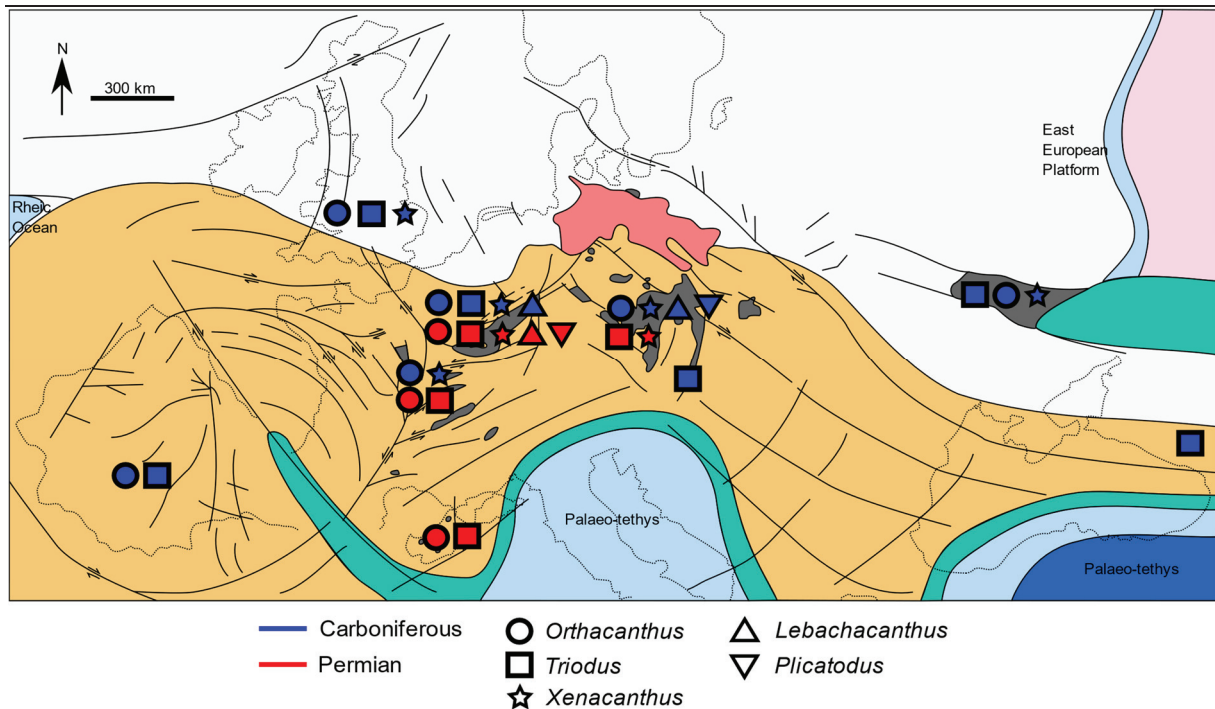 N
300 km
East
European
Platform
Rheic
Ocean
Palaeo-tethys
Palaeo-tethys
Carboniferous
Permian
Orthacanthus
Triodus
Xenacanthus
Lebachacanthus
Plicatodus